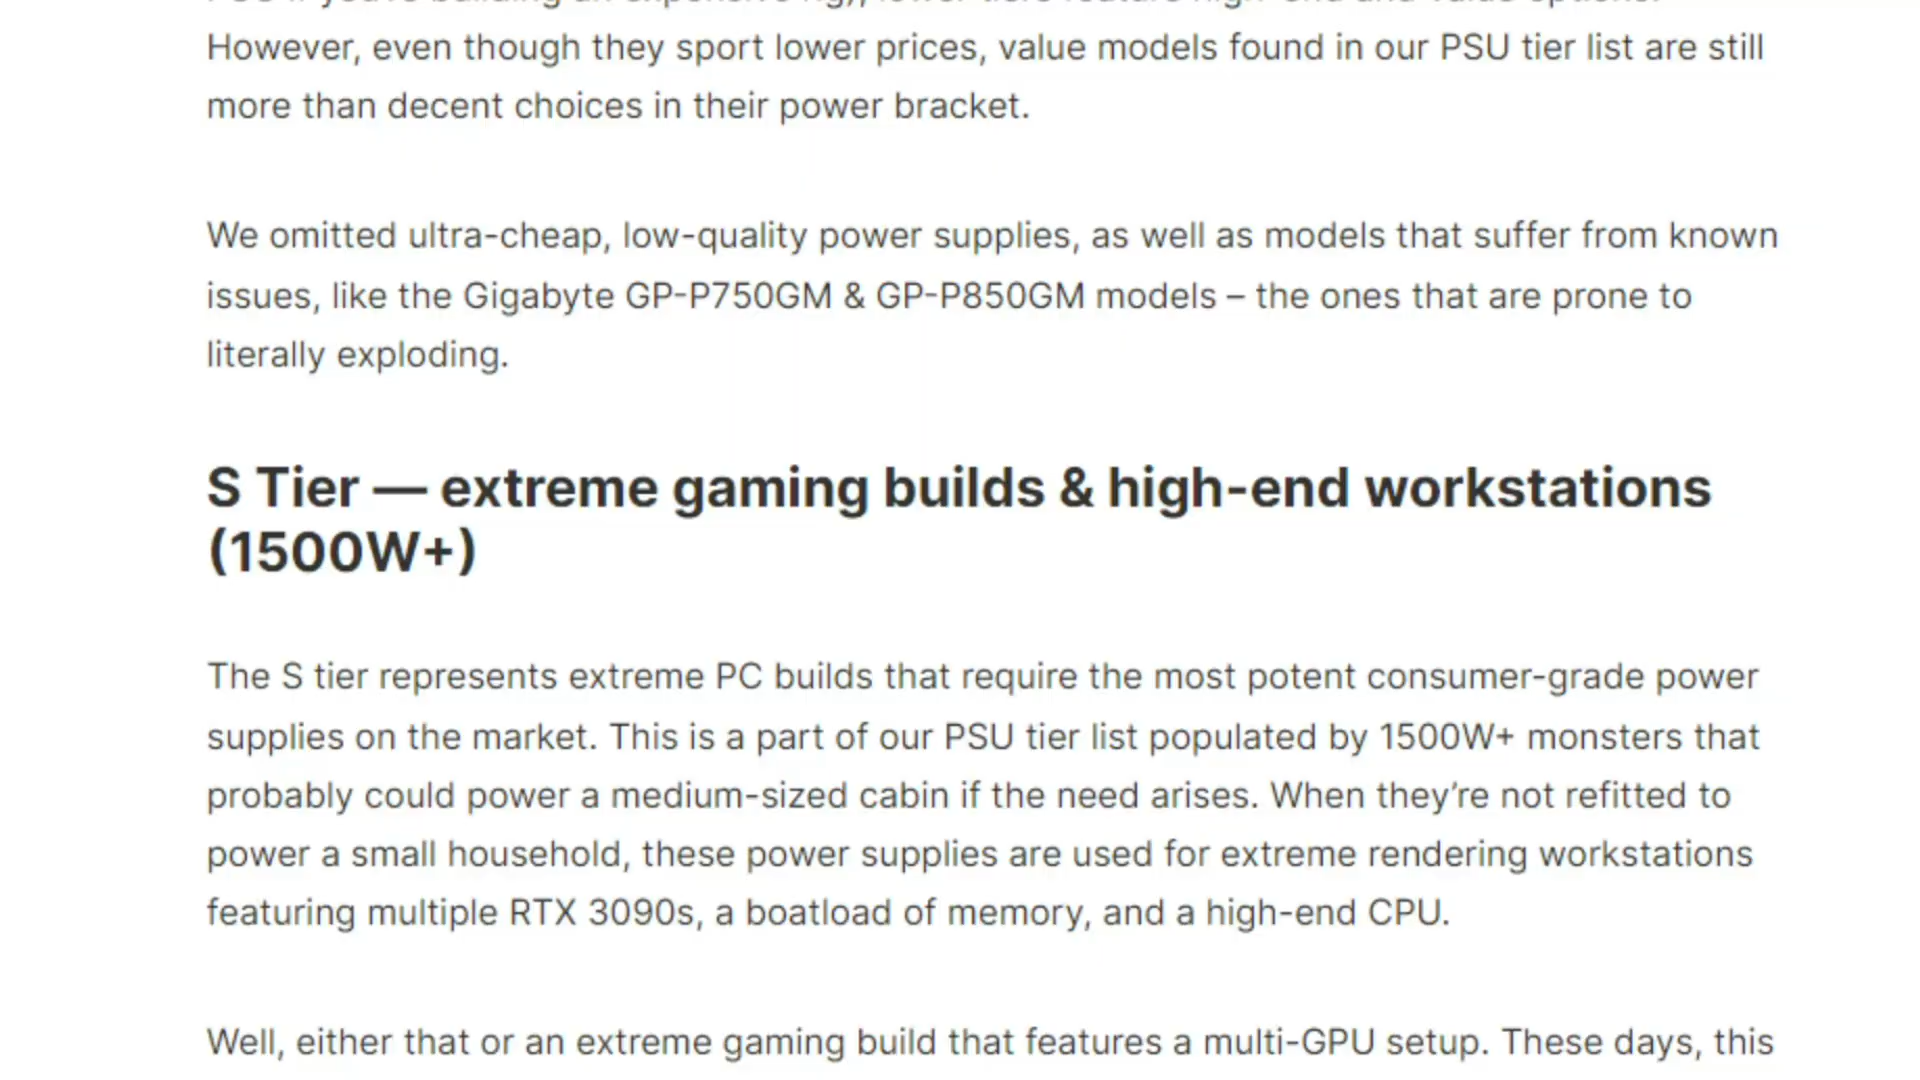 However, even though they sport lower prices, value models found in our PSU tier list are still
more than decent choices in their power bracket.
We omitted ultra-cheap, low-quality power supplies, as well as models that suffer from known
issues, like the Gigabyte GP-P750GM & GP-P850GM models – the ones that are prone to
literally exploding.
S Tier — extreme gaming builds & high-end workstations
(1500W+)
The S tier represents extreme PC builds that require the most potent consumer-grade power
supplies on the market. This is a part of our PSU tier list populated by 1500W+ monsters that
probably could power a medium-sized cabin if the need arises. When they’re not refitted to
power a small household, these power supplies are used for extreme rendering workstations
featuring multiple RTX 3090s, a boatload of memory, and a high-end CPU.
Well, either that or an extreme gaming build that features a multi-GPU setup. These days, this